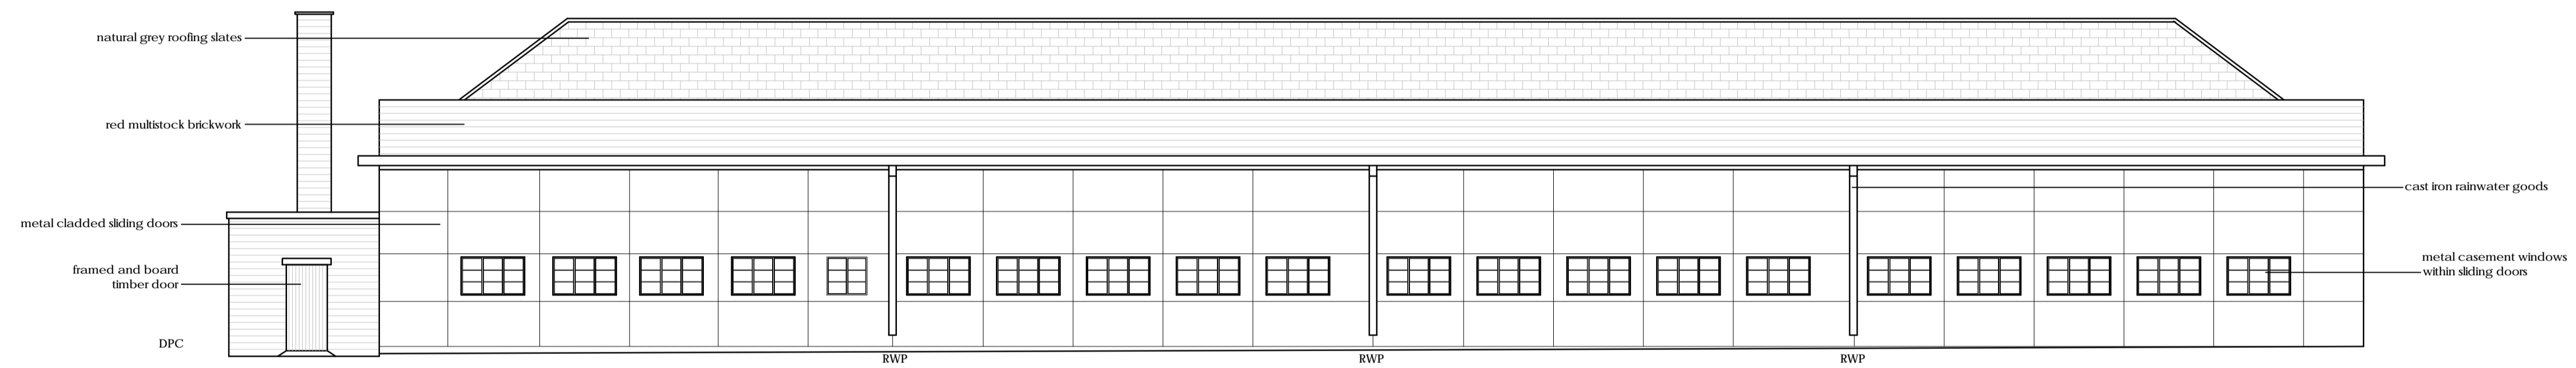 natural grey roofing slates
red multistock brickwork
cast iron rainwater goods
metal cladded sliding doors
metal casement windows
within sliding doors
framed and board
timber door
DPC
RWP
RWP
RWP